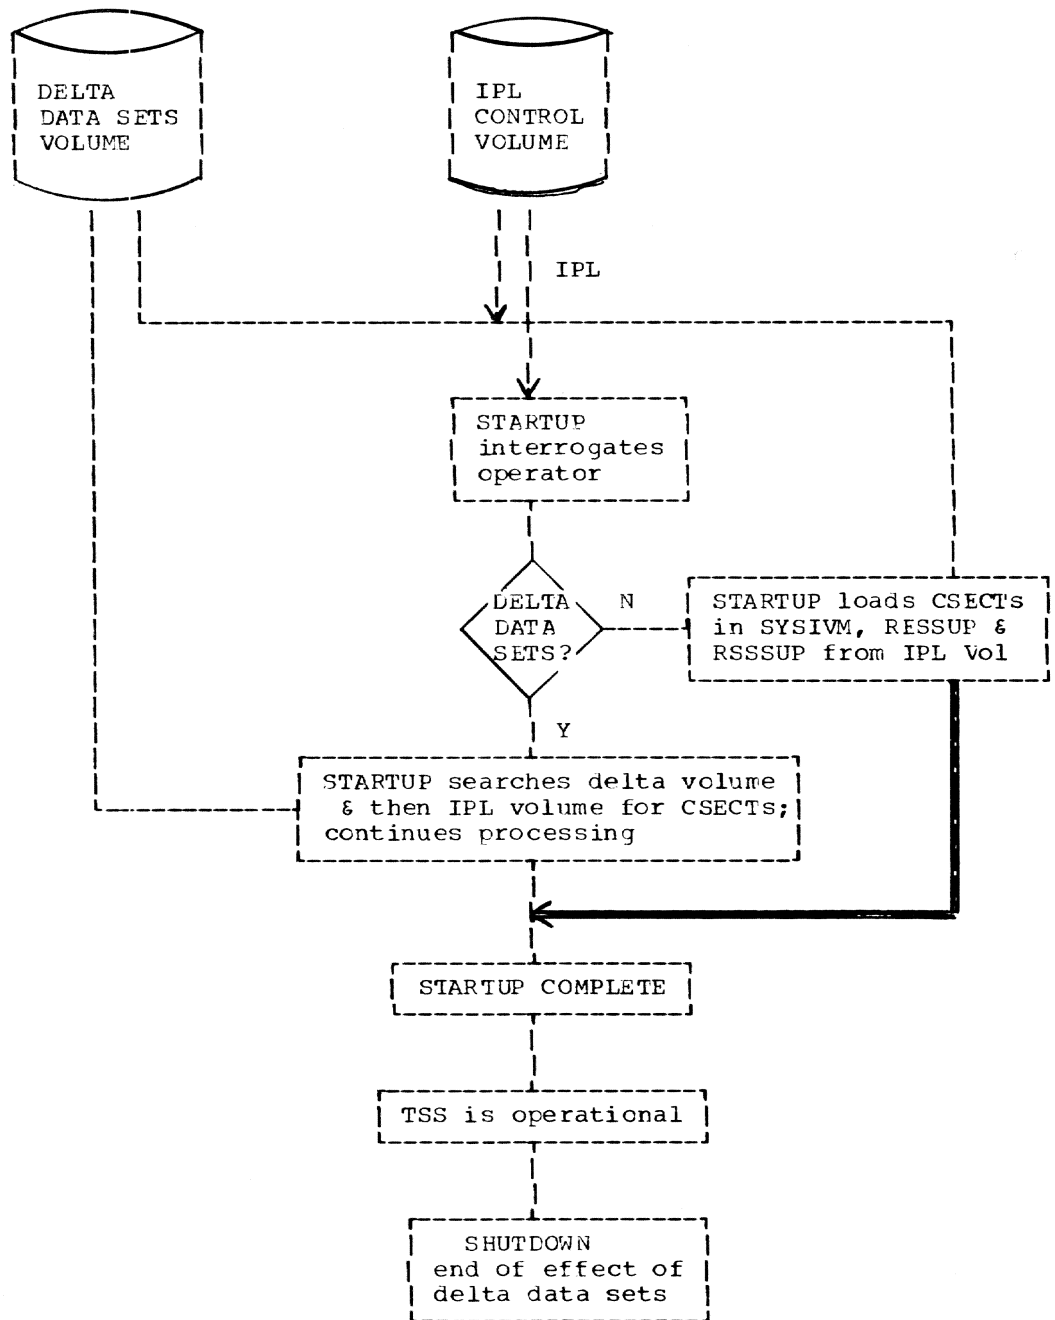 DELTA
DATA SETS
VOLUME
IPL
CONTROL
VOLUME
IPL
STARTUP
interrogates
operator
DELTA
DATA
SETS?
N
STARTUP loads CSECTs
in SYSIVM, RESSUP &
RSSSUP from IPL Vol
Y
STARTUP searches delta volume
& then IPL volume for CSECTs;
continues processing
STARTUP COMPLETE
TSS is operational
SHUTDOWN
end of effect of
delta data sets